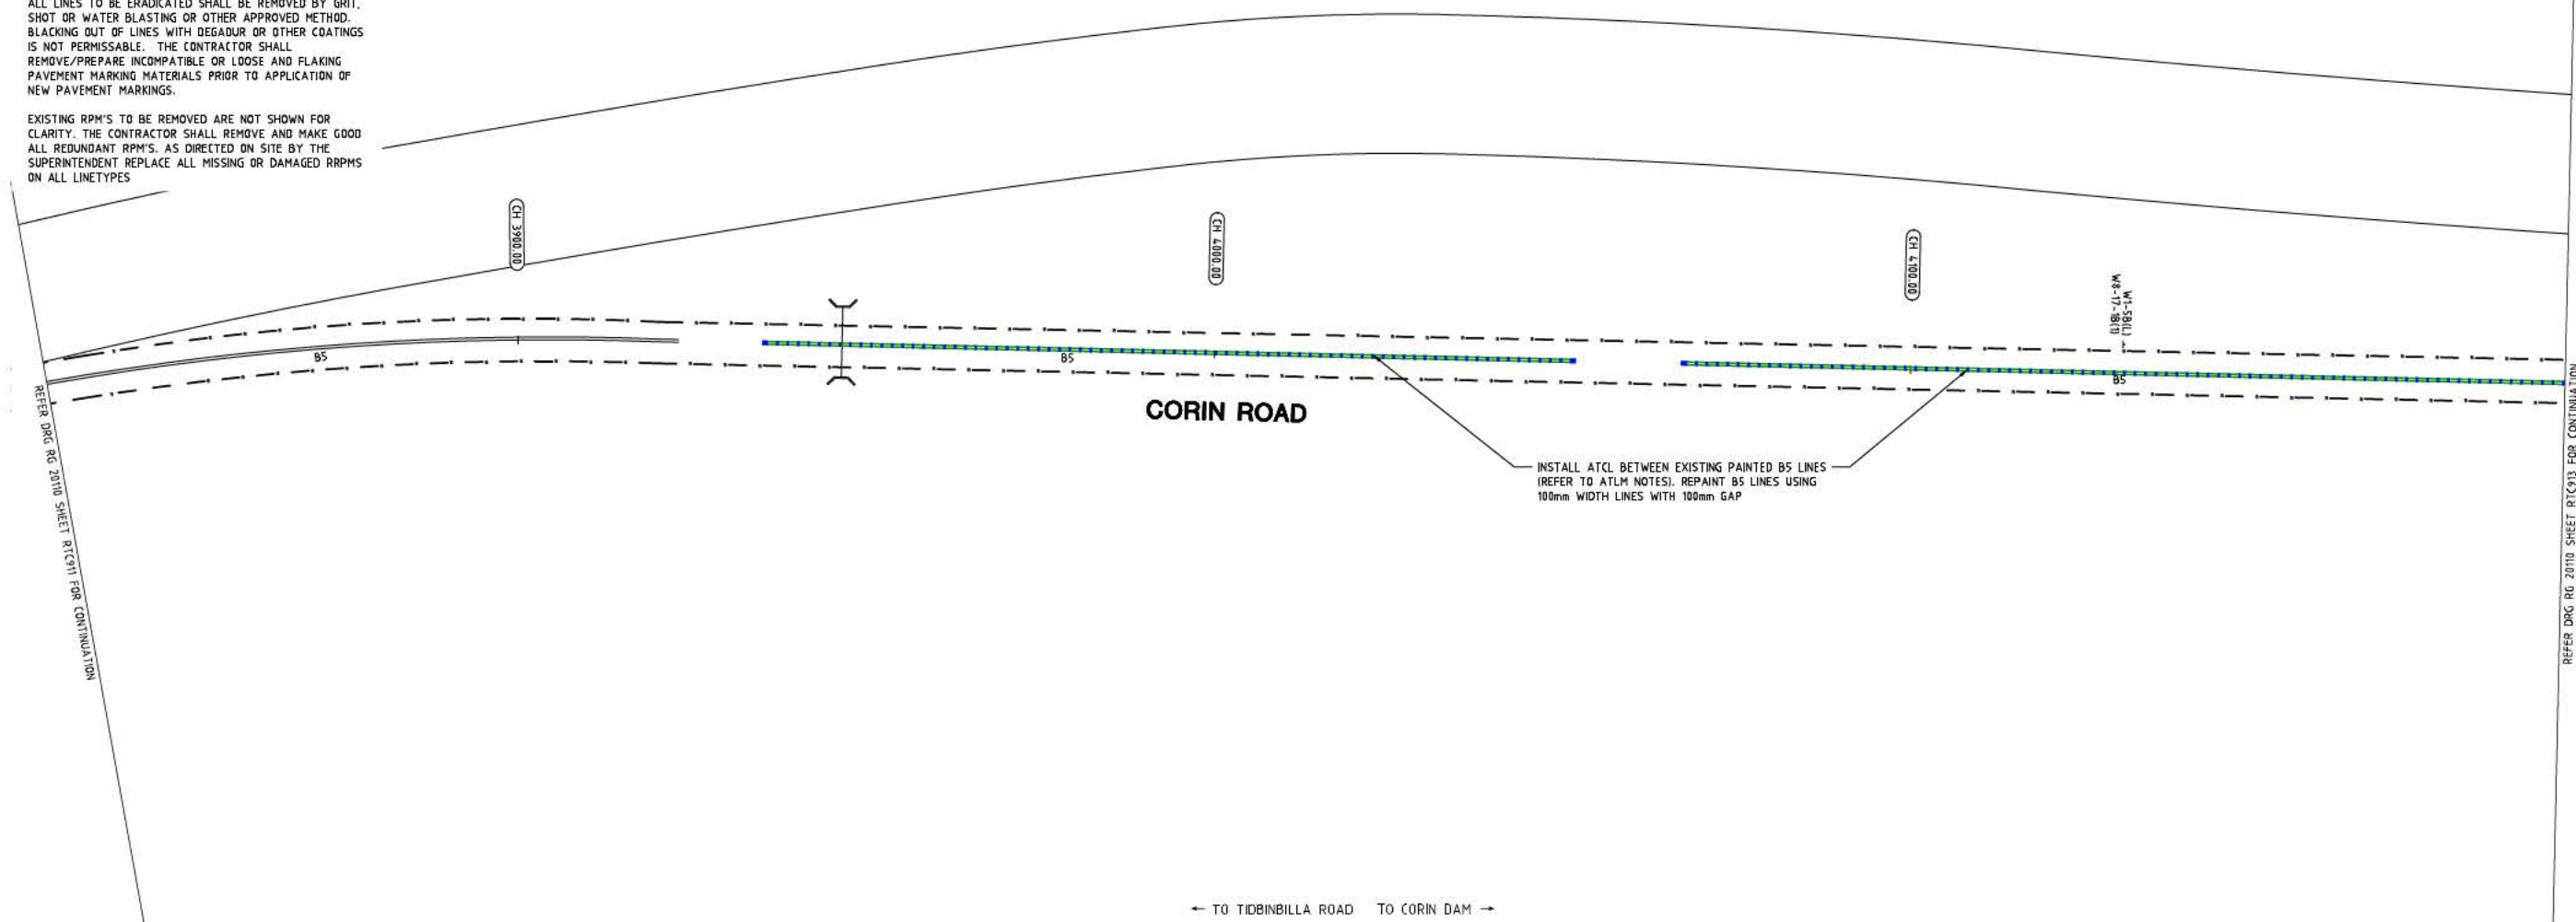 ALL LINES TO BE ERADICATED SHALL BE REMOVED BY GRIT,
SHOT OR WATER BLASTING OR OTHER APPROVED METHOD.
BLACKING OUT OF LINES WITH DEGADUR OR OTHER COATINGS
IS NOT PERMISSABLE. THE CONTRACTOR SHALL
REMOVE/PREPARE INCOMPATIBLE OR LOOSE AND FLAKING
PAVEMENT MARKING MATERIALS PRIOR TO APPLICATION OF
NEW PAVEMENT MARKINGS.
EXISTING RPM'S TO BE REMOVED ARE NOT SHOWN FOR
CLARITY. THE CONTRACTOR SHALL REMOVE AND MAKE GOOD
ALL REDUNDANT RPM'S. AS DIRECTED ON SITE BY THE
SUPERINTENDENT REPLACE ALL MISSING OR DAMAGED RRPMS
ON ALL LINETYPES
CH 3900.00
CH 4000.00
CH 4100.00
W1-5B(L)
W8-17-1B(1)
B5
B5
B5
CORIN ROAD
INSTALL ATCL BETWEEN EXISTING PAINTED B5 LINES
(REFER TO ATLM NOTES). REPAINT B5 LINES USING
100mm WIDTH LINES WITH 100mm GAP
REFER DRG RG 20110 SHEET RTC911 FOR CONTINUATION
REFER DRG RG 20110 SHEET RTC913 FOR CONTINUATION
← TO TIDBINBILLA ROAD TO CORIN DAM →